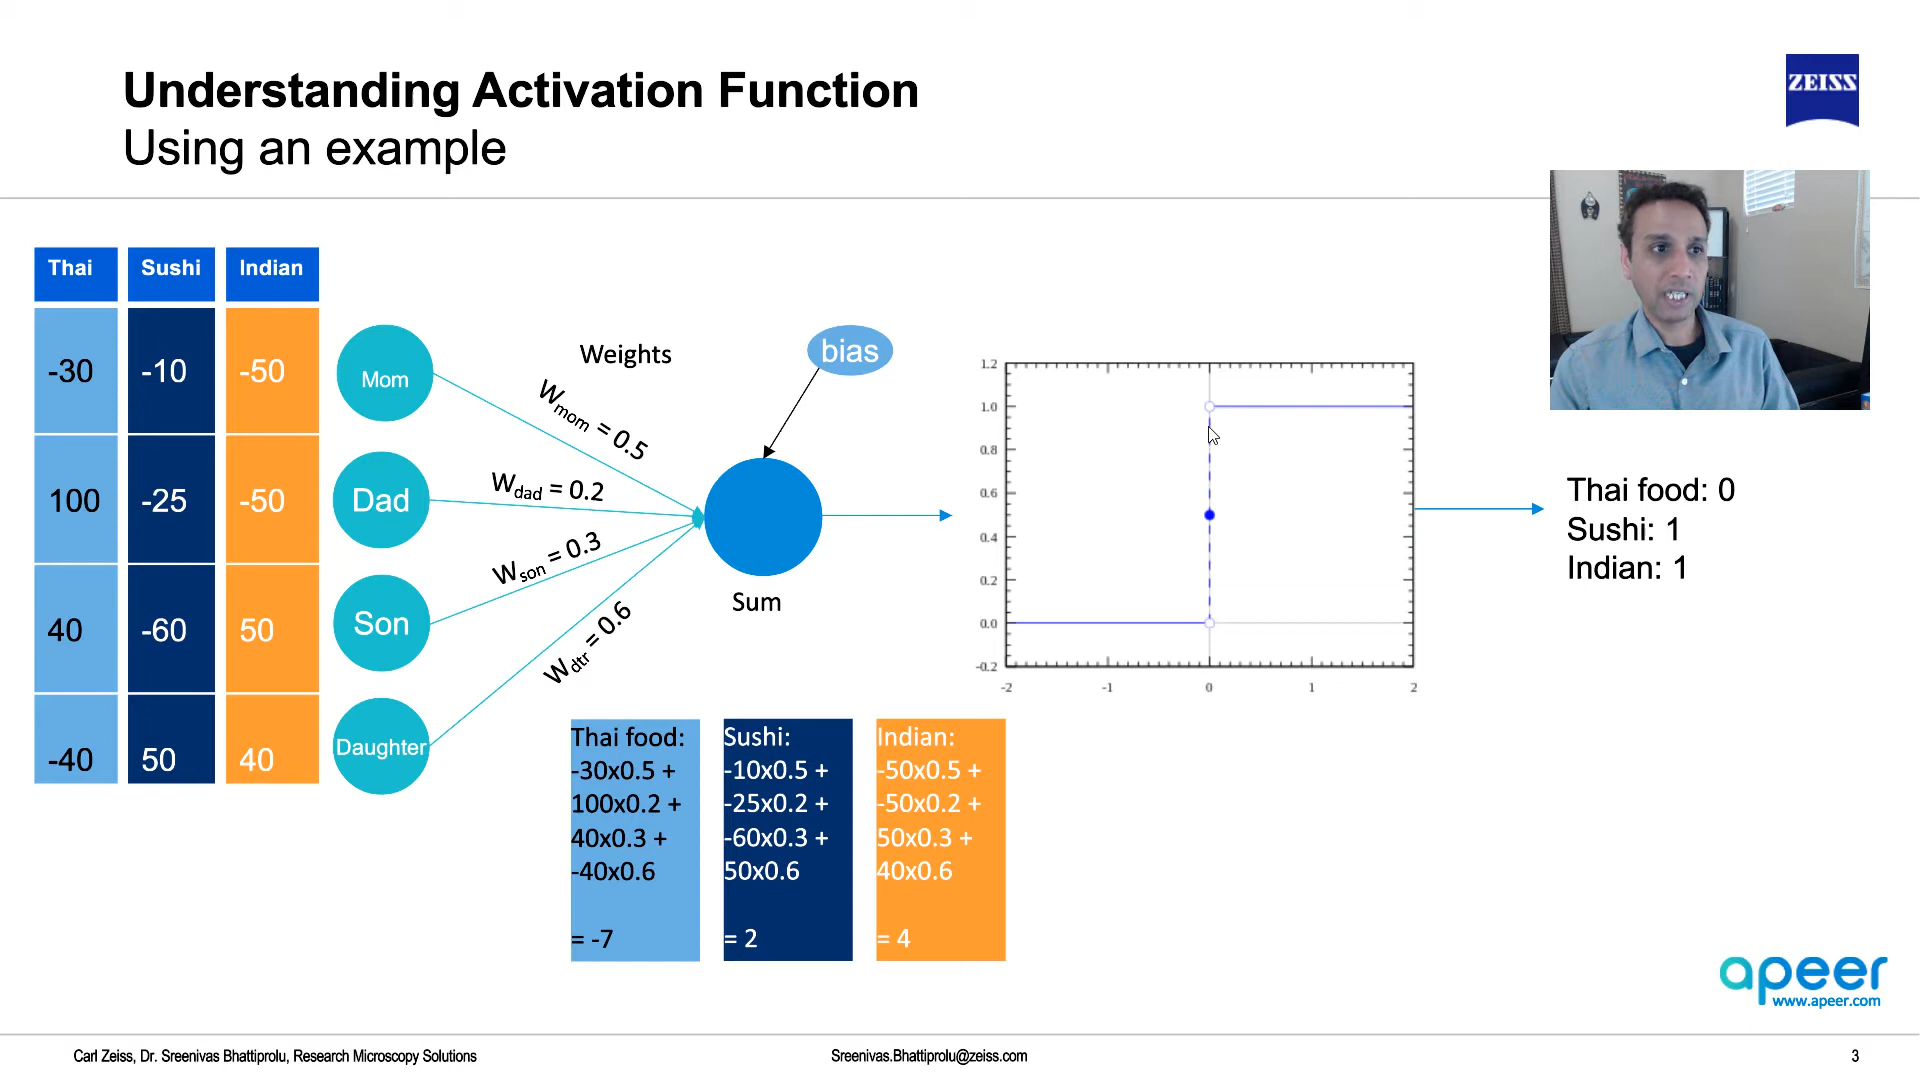 Understanding Activation Function
Using an example
ZEISS
Thai Sushi Indian
-30 -10 -50
100 -25 -50
40 -60 50
-40 50 40
Mom
Dad
Son
Daughter
Weights
Wmom = 0.5
Wdad = 0.2
Wson = 0.3
Wdtr = 0.6
bias
Sum
1.2
1.0
0.8
0.6
0.4
0.2
0.0
-0.2
-2 -1 0 1 2
Thai food: 0
Sushi: 1
Indian: 1
Thai food:
-30x0.5 +
100x0.2 +
40x0.3 +
-40x0.6
= -7
Sushi:
-10x0.5 +
-25x0.2 +
-60x0.3 +
50x0.6
= 2
Indian:
-50x0.5 +
-50x0.2 +
50x0.3 +
40x0.6
= 4
apeer
www.apeer.com
Carl Zeiss, Dr. Sreenivas Bhattiprolu, Research Microscopy Solutions
Sreenivas.Bhattiprolu@zeiss.com
3